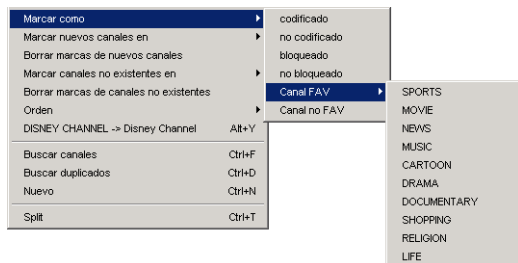 Marcar como
Marcar nuevos canales en
Borrar marcas de nuevos canales
Marcar canales no existentes en
Borrar marcas de canales no existentes
Orden
DISNEY CHANNEL -> Disney Channel Alt+Y
Buscar canales Ctrl+F
Buscar duplicados Ctrl+D
Nuevo Ctrl+N
Split Ctrl+T
codificado
no codificado
bloqueado
no bloqueado
Canal FAV
Canal no FAV
SPORTS
MOVIE
NEWS
MUSIC
CARTOON
DRAMA
DOCUMENTARY
SHOPPING
RELIGION
LIFE